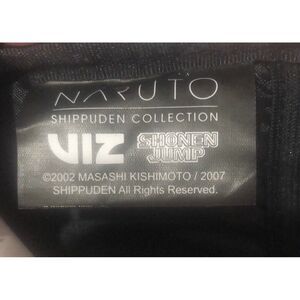 NARUTO
SHIPPUDEN COLLECTION
VIZ SHONEN JUMP
©2002 MASASHI KISHIMOTO / 2007
SHIPPUDEN All Rights Reserved.